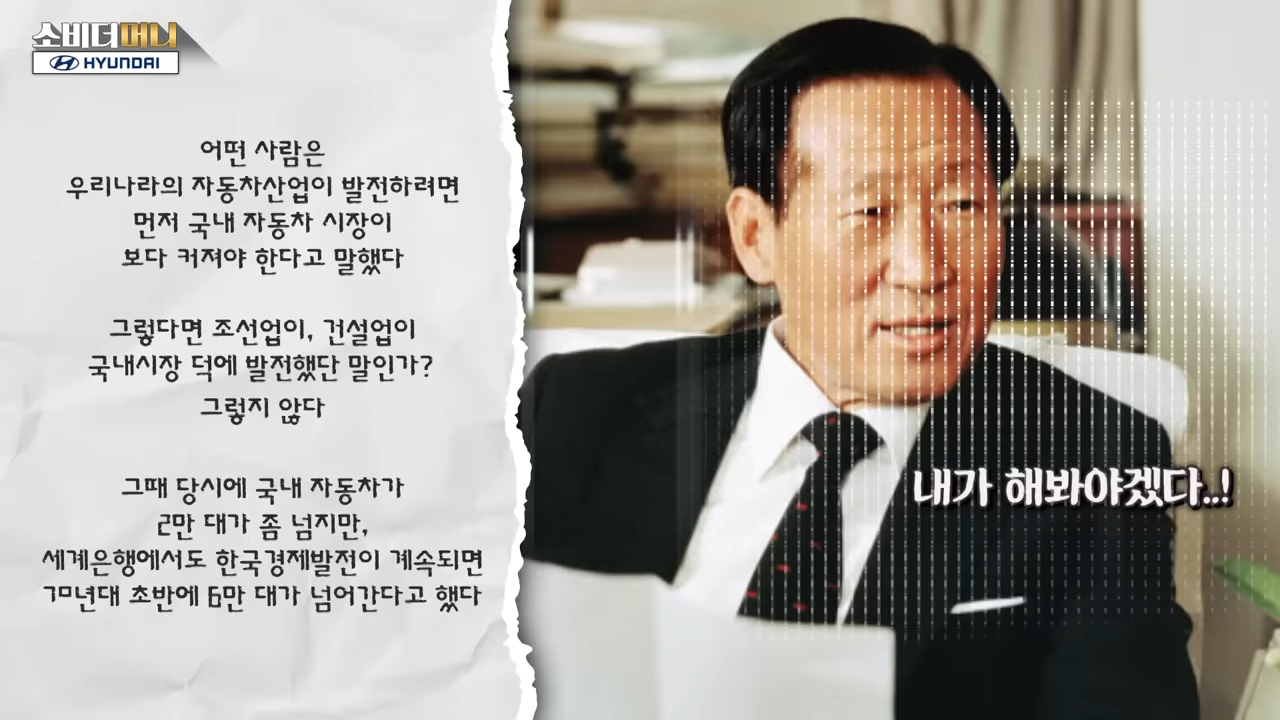 소비더머니
HYUNDAI
어떤 사람은
우리나라의 자동차산업이 발전하려면
먼저 국내 자동차 시장이
보다 커져야 한다고 말했다
그렇다면 조선업이, 건설업이
국내시장 덕에 발전했단 말인가?
그렇지 않다
그때 당시에 국내 자동차가
2만 대가 좀 넘지만,
세계은행에서도 한국경제발전이 계속되면
70년대 초반에 6만 대가 넘어간다고 했다
내가 해봐야겠다..!